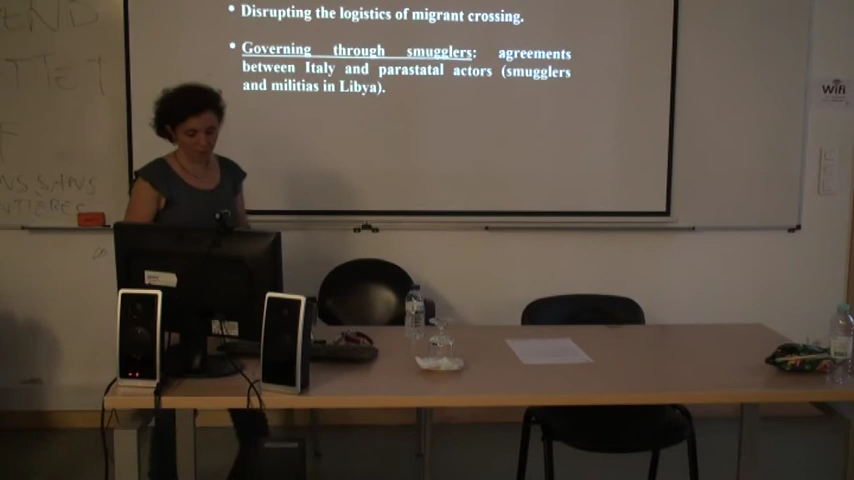 • Disrupting the logistics of migrant crossing.
• Governing through smugglers: agreements
between Italy and parastatal actors (smugglers
and militias in Libya).
Wifi